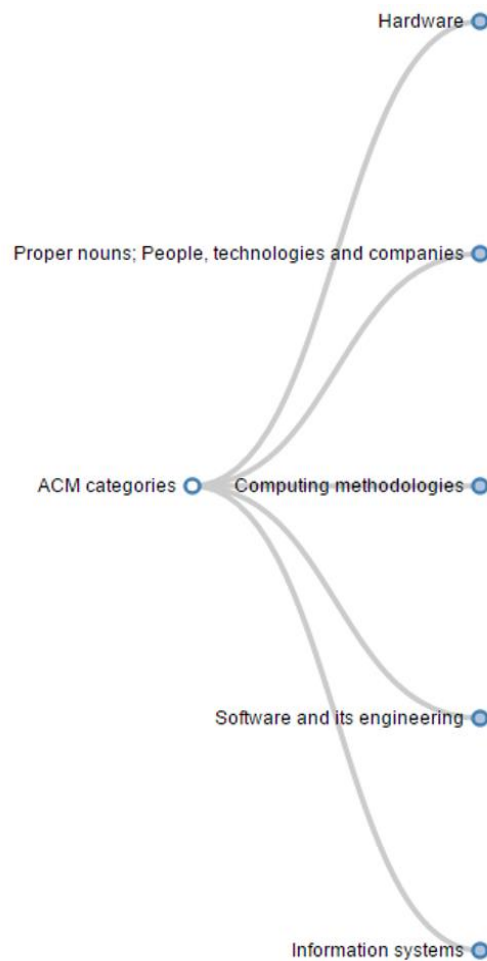 Hardware
Proper nouns; People, technologies and companies
ACM categories
Computing methodologies
Software and its engineering
Information systems